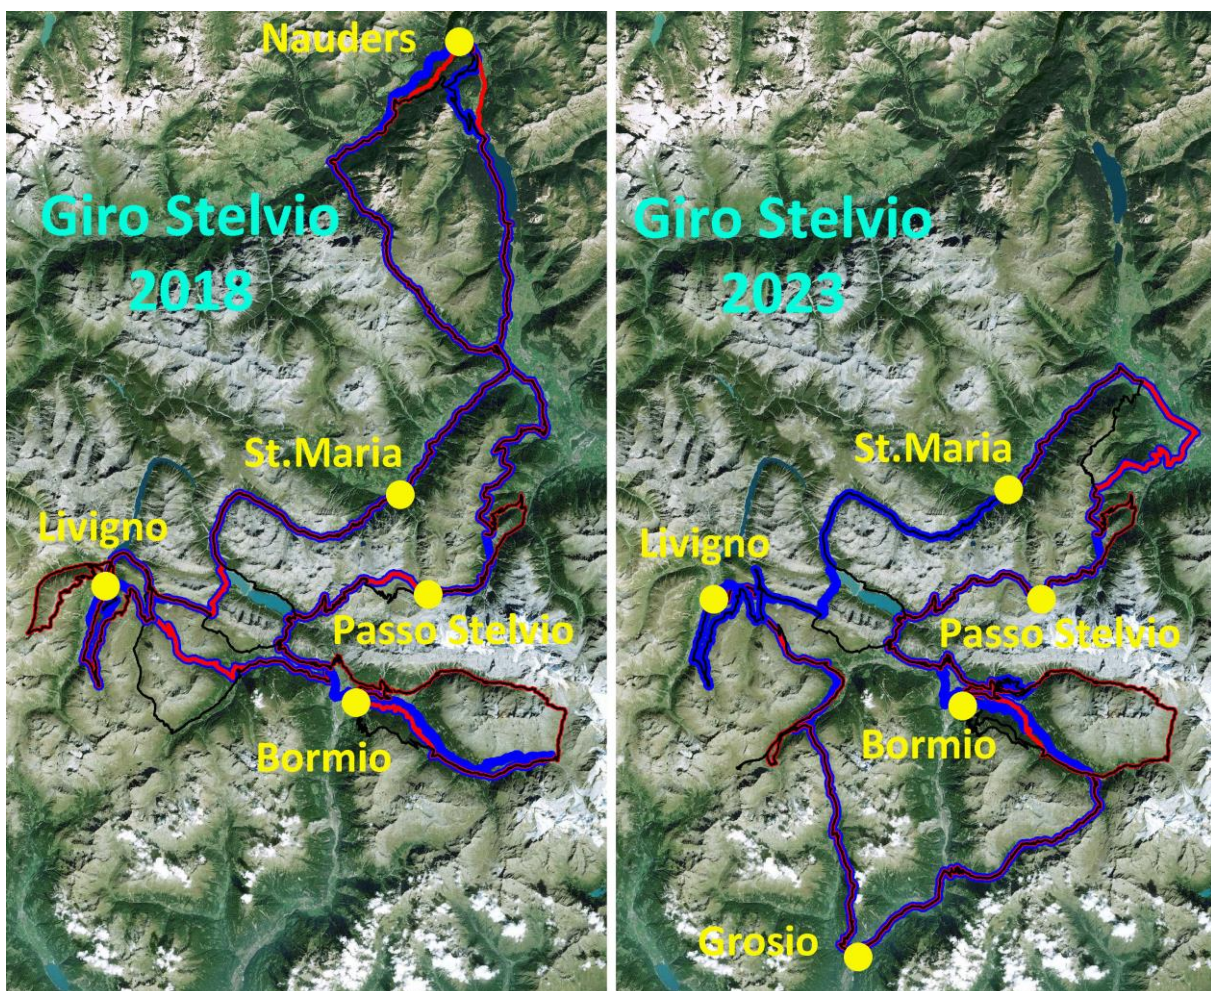 Nauders
Giro Stelvio
2018
St.Maria
Livigno
Passo Stelvio
Bormio
Giro Stelvio
2023
St.Maria
Livigno
Passo Stelvio
Bormio
Grosio